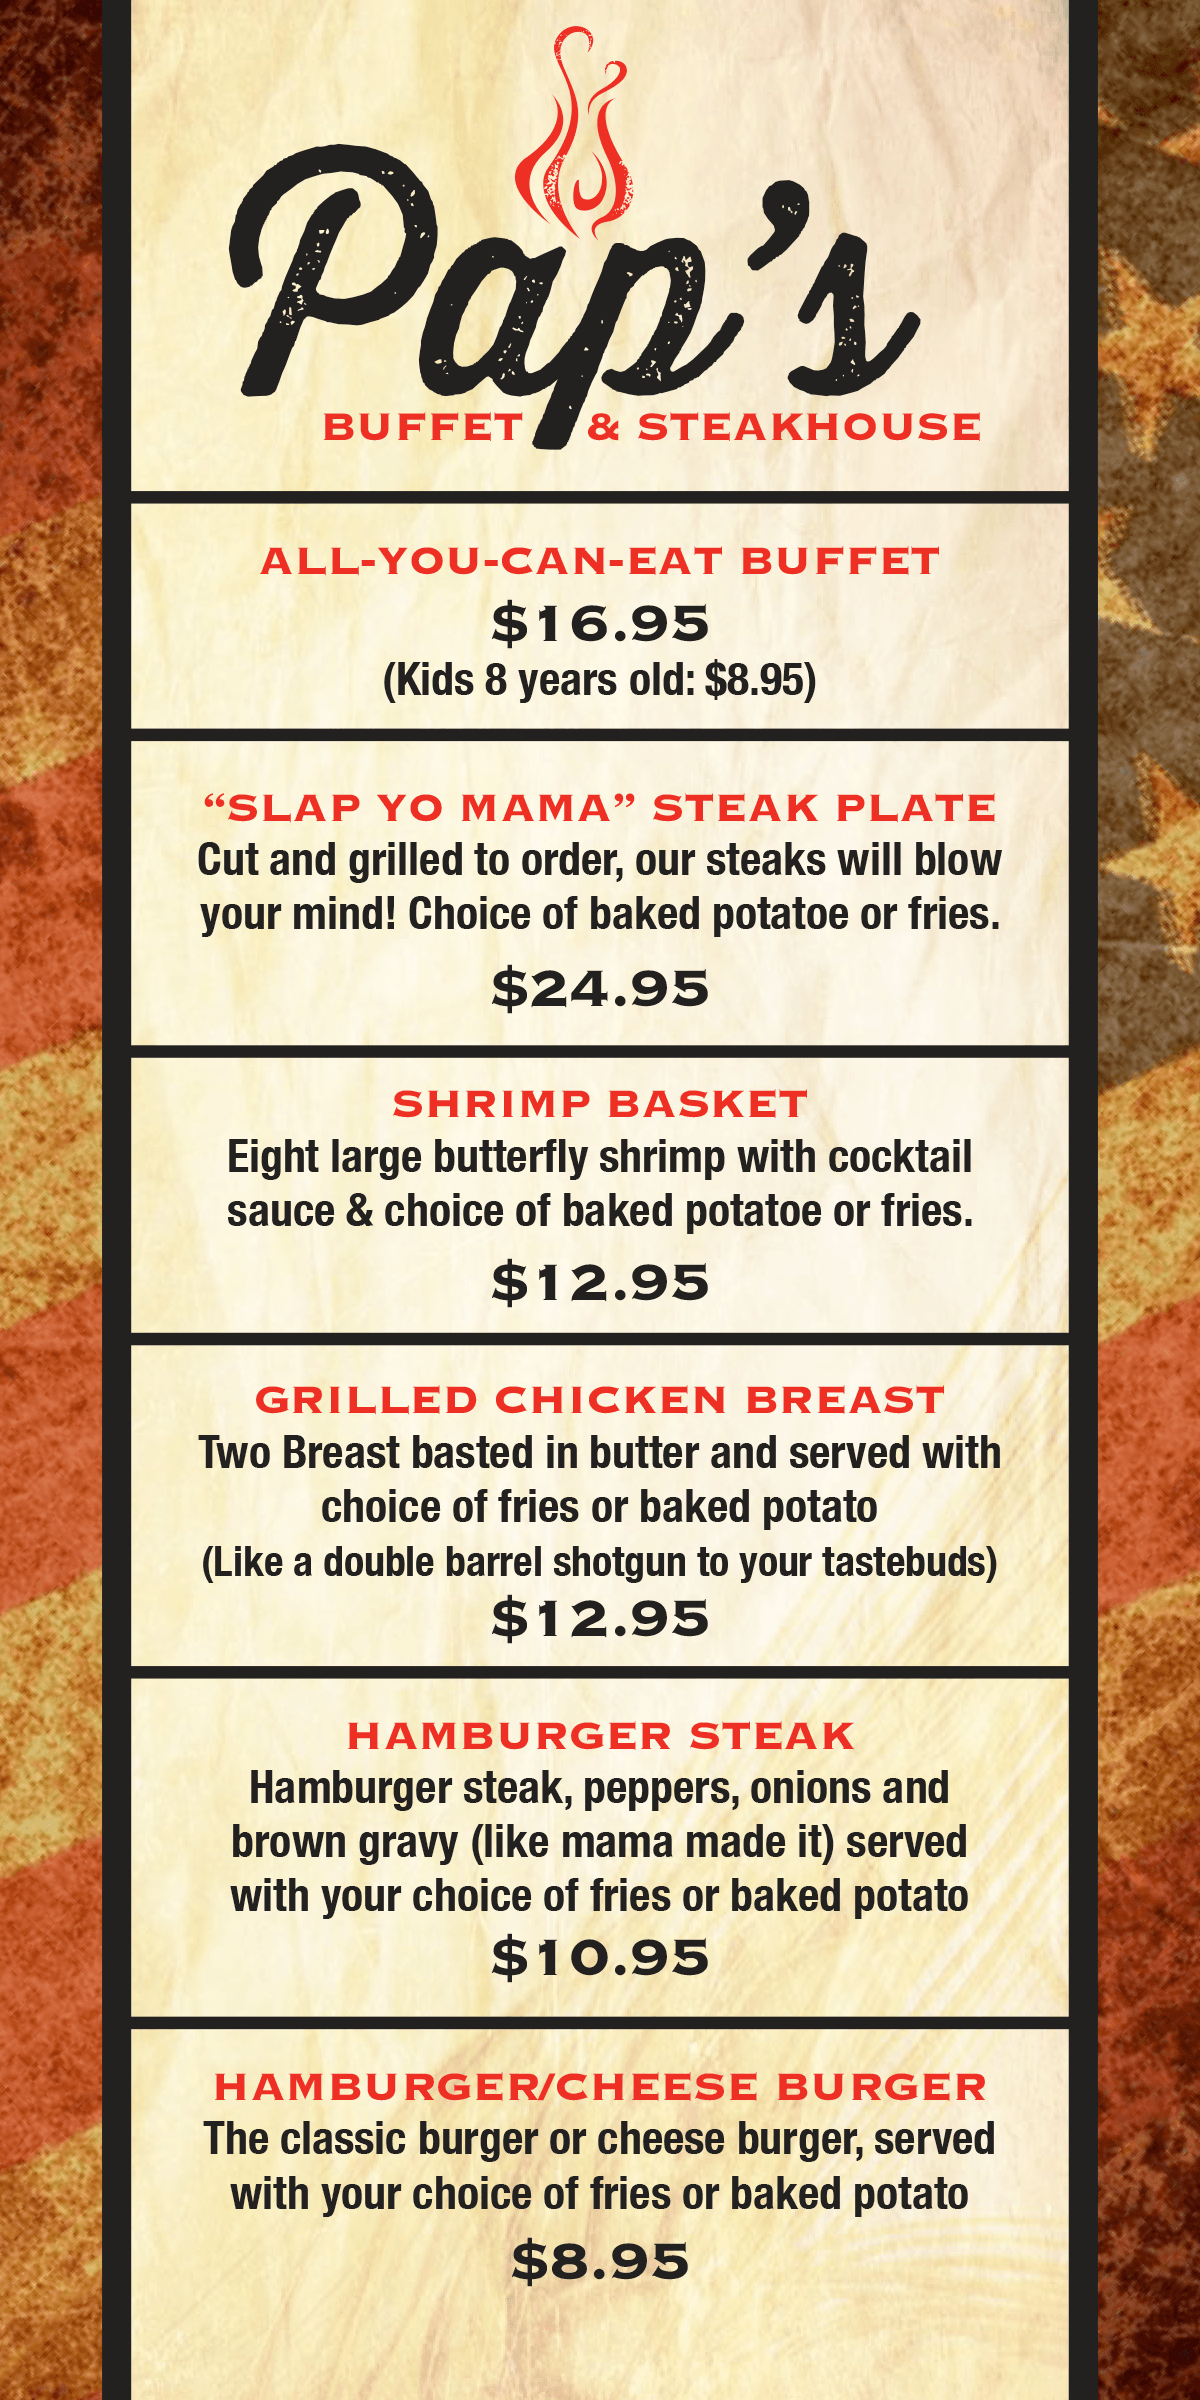 Pap's
BUFFET & STEAKHOUSE
ALL-YOU-CAN-EAT BUFFET
$16.95
(Kids 8 years old: $8.95)
“SLAP YO MAMA” STEAK PLATE
Cut and grilled to order, our steaks will blow
your mind! Choice of baked potatoe or fries.
$24.95
SHRIMP BASKET
Eight large butterfly shrimp with cocktail
sauce & choice of baked potatoe or fries.
$12.95
GRILLED CHICKEN BREAST
Two Breast basted in butter and served with
choice of fries or baked potato
(Like a double barrel shotgun to your tastebuds)
$12.95
HAMBURGER STEAK
Hamburger steak, peppers, onions and
brown gravy (like mama made it) served
with your choice of fries or baked potato
$10.95
HAMBURGER/CHEESE BURGER
The classic burger or cheese burger, served
with your choice of fries or baked potato
$8.95